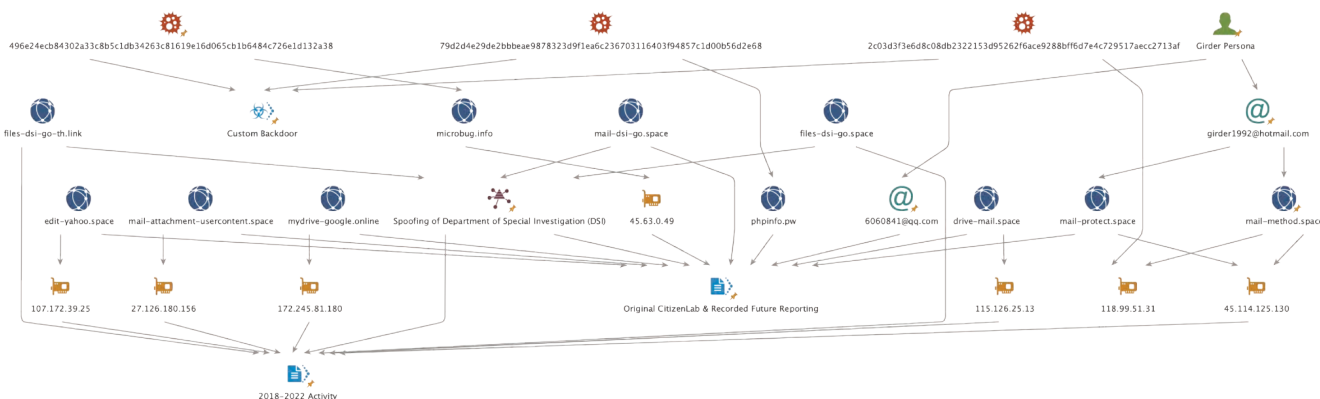 496e24ecb84302a33c8b5c1db34263c81619e16d065cb1b6484c726e1d132a38
79d2d4e29de2bbbeae9878323d9f1ea6c236703116403f94857c1d00b56d2e68
2c03d3f3e6d8c08db2322153d95262f6ace9288bff6d7e4c729517aecc2713af
Girder Persona
files-dsi-go-th.link
Custom Backdoor
microbug.info
mail-dsi-go.space
files-dsi-go.space
girder1992@hotmail.com
edit-yahoo.space
mail-attachment-usercontent.space
mydrive-google.online
Spoofing of Department of Special Investigation (DSI)
45.63.0.49
phpinfo.pw
6060841@qq.com
drive-mail.space
mail-protect.space
mail-method.space
107.172.39.25
27.126.180.156
172.245.81.180
Original CitizenLab & Recorded Future Reporting
115.126.25.13
118.99.51.31
45.114.125.130
2018-2022 Activity